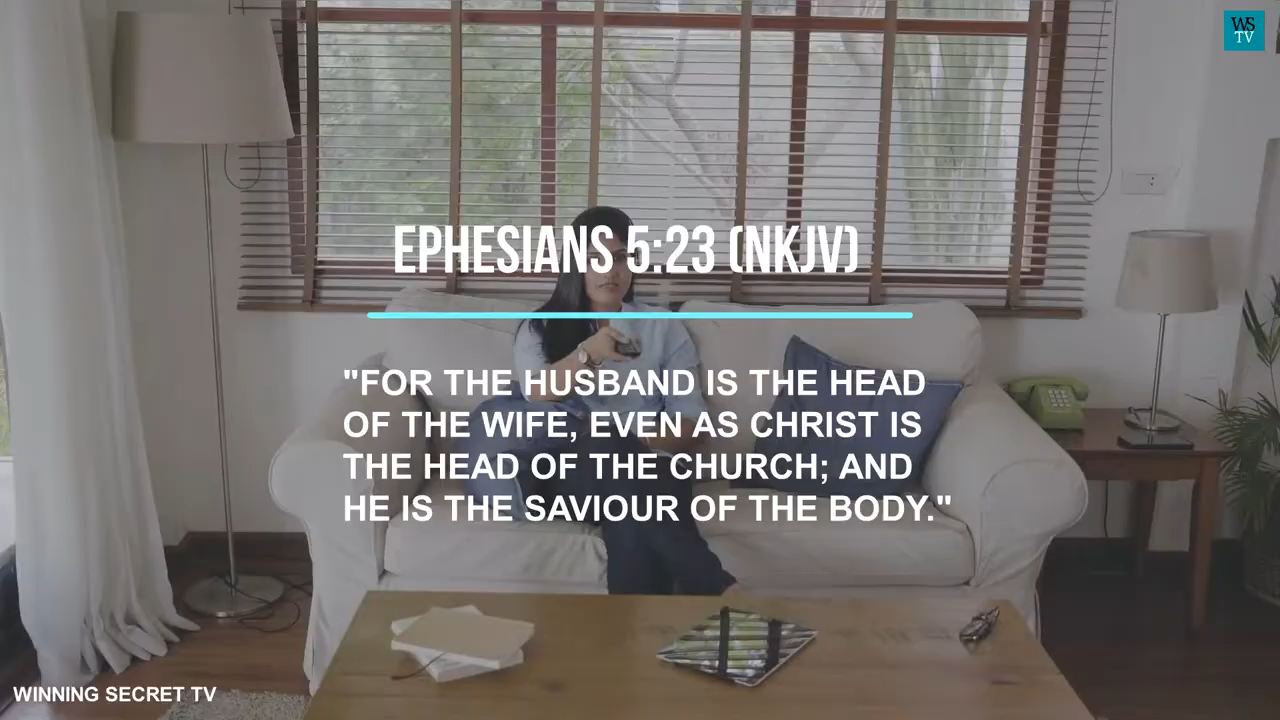 WS
TV
EPHESIANS 5:23 (NKJV)
"FOR THE HUSBAND IS THE HEAD
OF THE WIFE, EVEN AS CHRIST IS
THE HEAD OF THE CHURCH; AND
HE IS THE SAVIOUR OF THE BODY."
WINNING SECRET TV